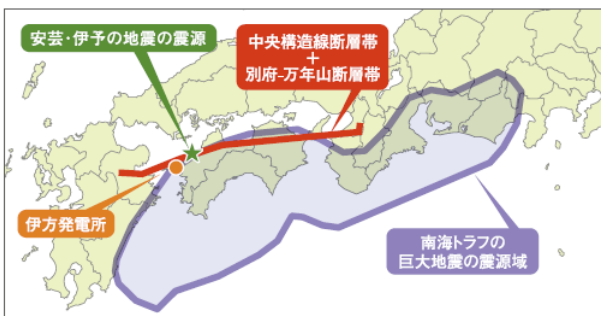 安芸・伊予の地震の震源
中央構造線断層帯
+
別府-万年山断層帯
伊方発電所
南海トラフの
巨大地震の震源域